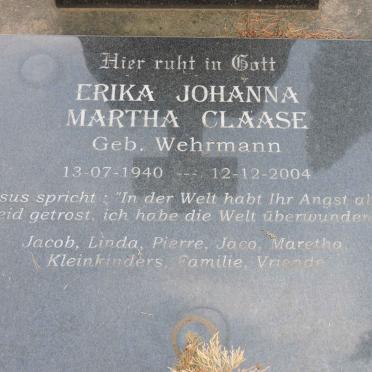 Hier ruht in Gott
ERIKA JOHANNA
MARTHA CLAASE
Geb. Wehrmann
13-07-1940 --- 12-12-2004
sus spricht : "In der Welt habt Ihr Angst ab
eid getrost, ich habe die Welt überwunden
Jacob, Linda, Pierre, Jaco, Maretha,
Kleinkinders, Familie, Vriende